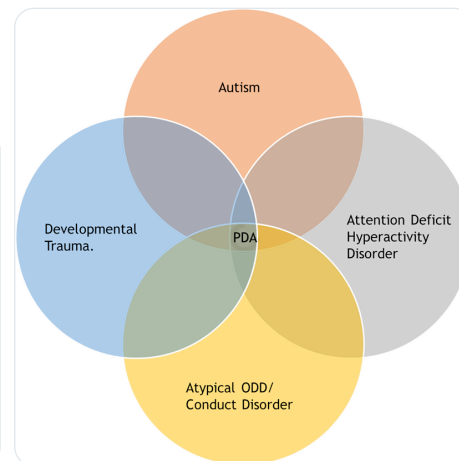 Autism
Developmental
Trauma.
Attention Deficit
Hyperactivity
Disorder
PDA
Atypical ODD/
Conduct Disorder